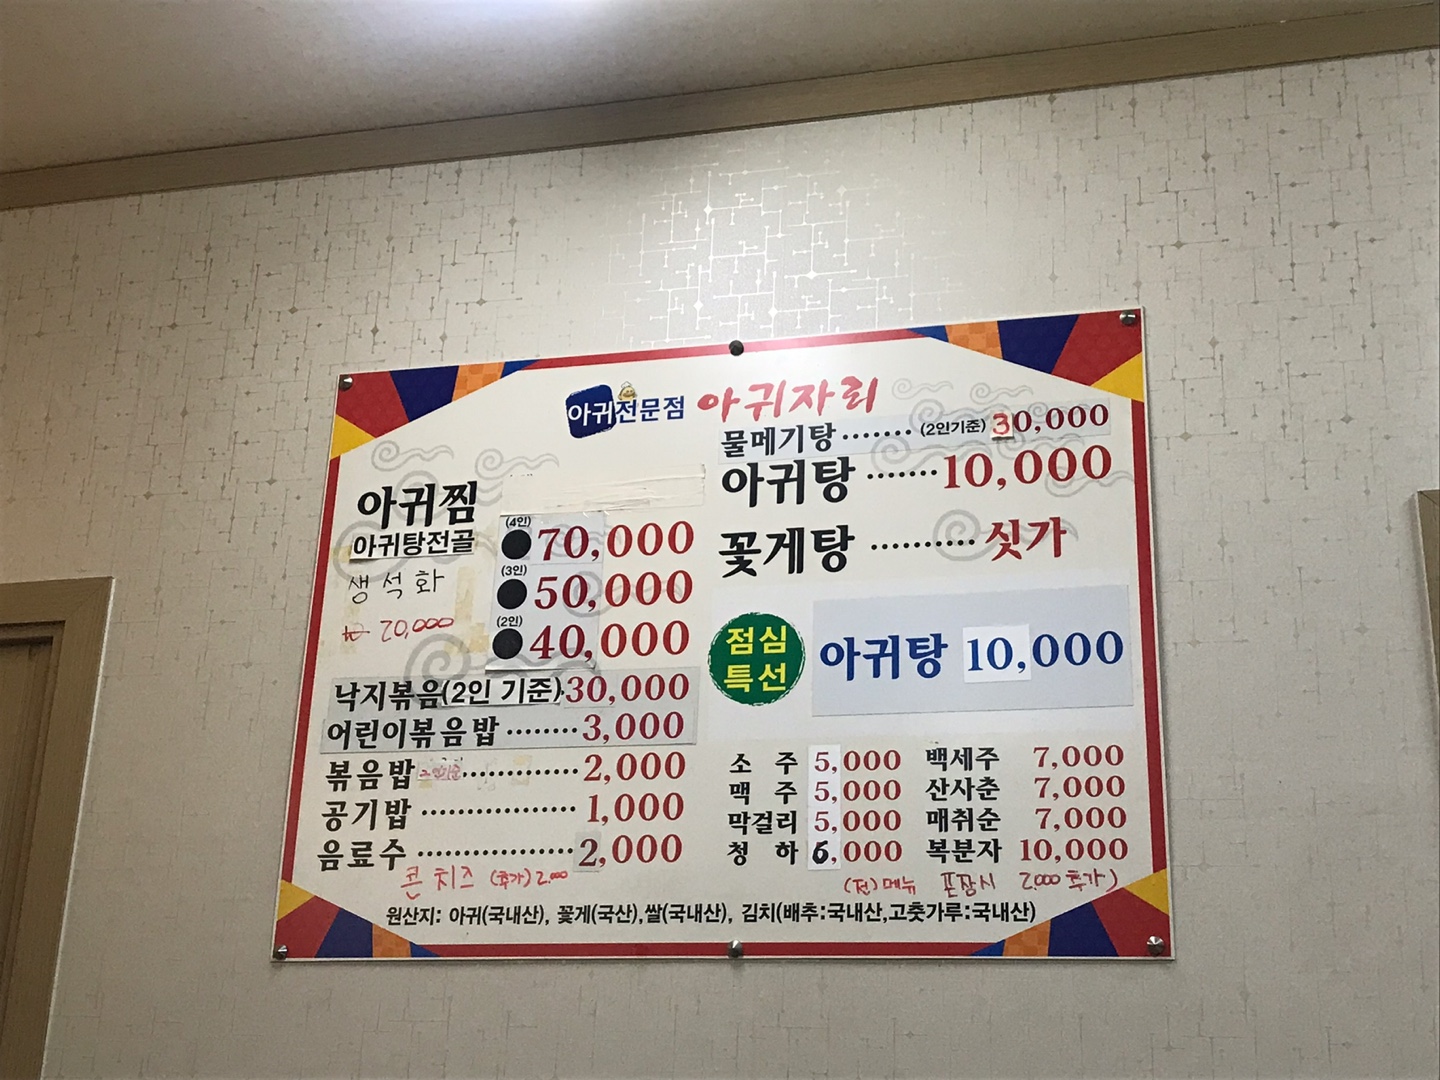 아귀전문점 아귀자리
아귀찜
아귀탕전골
(4인) 70,000
(3인) 50,000
(2인) 40,000
생석화
20,000
낙지볶음(2인 기준) 30,000
어린이볶음밥 ........ 3,000
볶음밥 ............. 2,000
공기밥 ................. 1,000
음료수 ................. 2,000
콘치즈 (추가) 2.000
물메기탕 ....... (2인기준) 30,000
아귀탕 ....... 10,000
꽃게탕 .......... 싯가
점심
특선
아귀탕 10,000
소주 5,000 백세주 7,000
맥주 5,000 산사춘 7,000
막걸리 5,000 매취순 7,000
청하 6,000 복분자 10,000
(전) 메뉴 포장시 2000 추가)
원산지: 아귀(국내산), 꽃게(국산),쌀(국내산), 김치(배추:국내산,고춧가루:국내산)